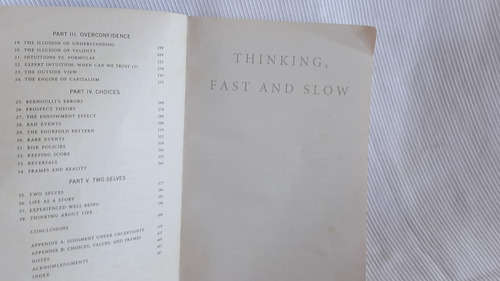 PART III. OVERCONFIDENCE
19. THE ILLUSION OF UNDERSTANDING
20. THE ILLUSION OF VALIDITY
21. INTUITIONS VS. FORMULAS
22. EXPERT INTUITION: WHEN CAN WE TRUST IT?
23. THE OUTSIDE VIEW
24. THE ENGINE OF CAPITALISM
PART IV. CHOICES
25. BERNOULLI'S ERRORS
26. PROSPECT THEORY
27. THE ENDOWMENT EFFECT
28. BAD EVENTS
29. THE FOURFOLD PATTERN
30. RARE EVENTS
31. RISK POLICIES
32. KEEPING SCORE
33. REVERSALS
34. FRAMES AND REALITY
PART V. TWO SELVES
35. TWO SELVES
36. LIFE AS A STORY
37. EXPERIENCED WELL-BEING
38. THINKING ABOUT LIFE
CONCLUSIONS
APPENDIX A: JUDGMENT UNDER UNCERTAINTY
APPENDIX B: CHOICES, VALUES, AND FRAMES
NOTES
ACKNOWLEDGMENTS
INDEX
THINKING,
FAST AND SLOW